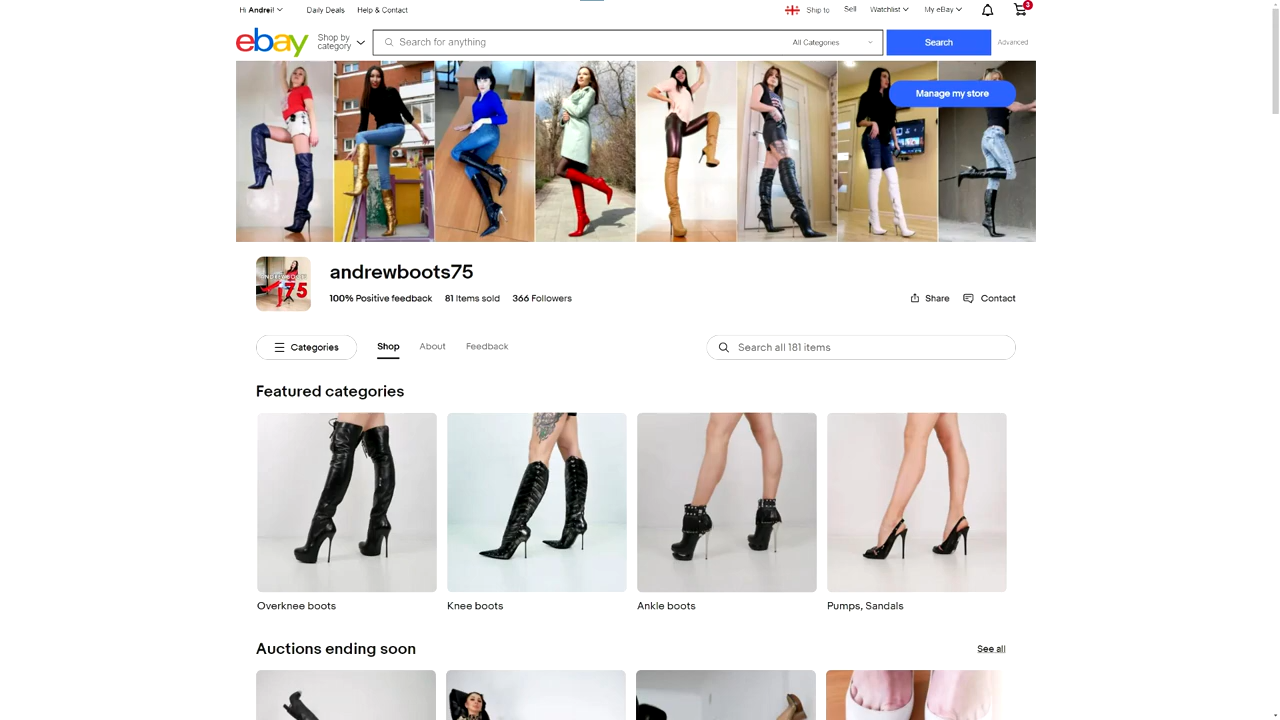 Hi Andrei!
Daily Deals
Help & Contact
Ship to
Sell
Watchlist
My eBay
3
ebay
Shop by category
Search for anything
All Categories
Search
Advanced
Manage my store
75
andrewboots75
100% Positive feedback
81 Items sold
366 Followers
Share
Contact
Categories
Shop
About
Feedback
Search all 181 items
Featured categories
Overknee boots
Knee boots
Ankle boots
Pumps, Sandals
Auctions ending soon
See all